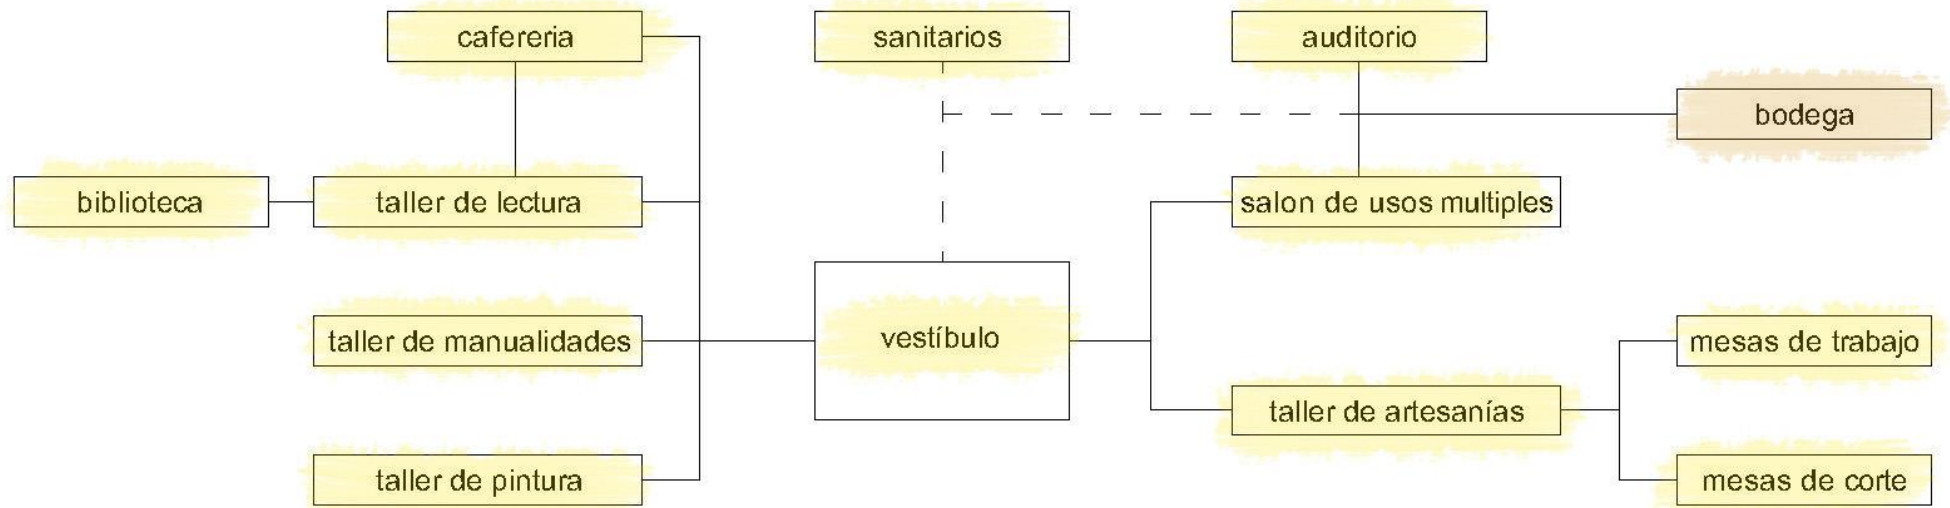 cafereria
sanitarios
auditorio
bodega
biblioteca
taller de lectura
salon de usos multiples
taller de manualidades
vestíbulo
mesas de trabajo
taller de artesanías
taller de pintura
mesas de corte